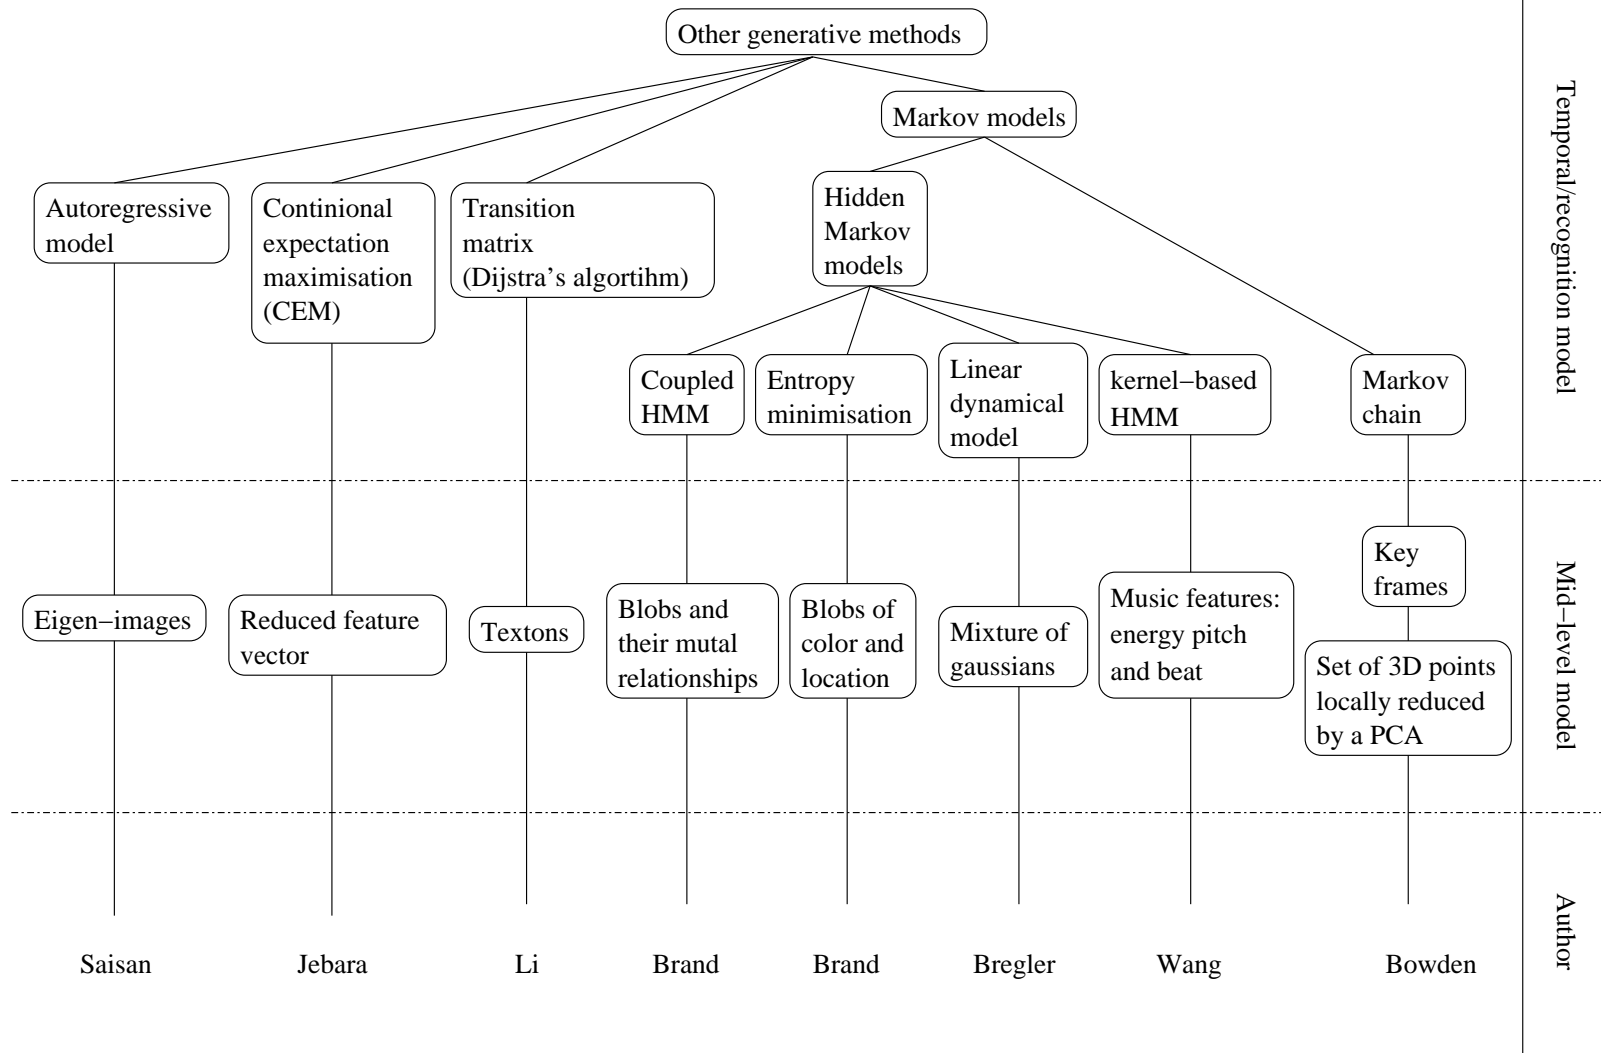 Other generative methods
Markov models
Autoregressive
model
Continional
expectation
maximisation
(CEM)
Transition
matrix
(Dijstra's algortihm)
Hidden
Markov
models
Coupled
HMM
Entropy
minimisation
Linear
dynamical
model
kernel−based
HMM
Markov
chain
Temporal/recognition model
Eigen−images
Reduced feature
vector
Textons
Blobs and
their mutal
relationships
Blobs of
color and
location
Mixture of
gaussians
Music features:
energy pitch
and beat
Key
frames
Set of 3D points
locally reduced
by a PCA
Mid−level model
Saisan
Jebara
Li
Brand
Brand
Bregler
Wang
Bowden
Author